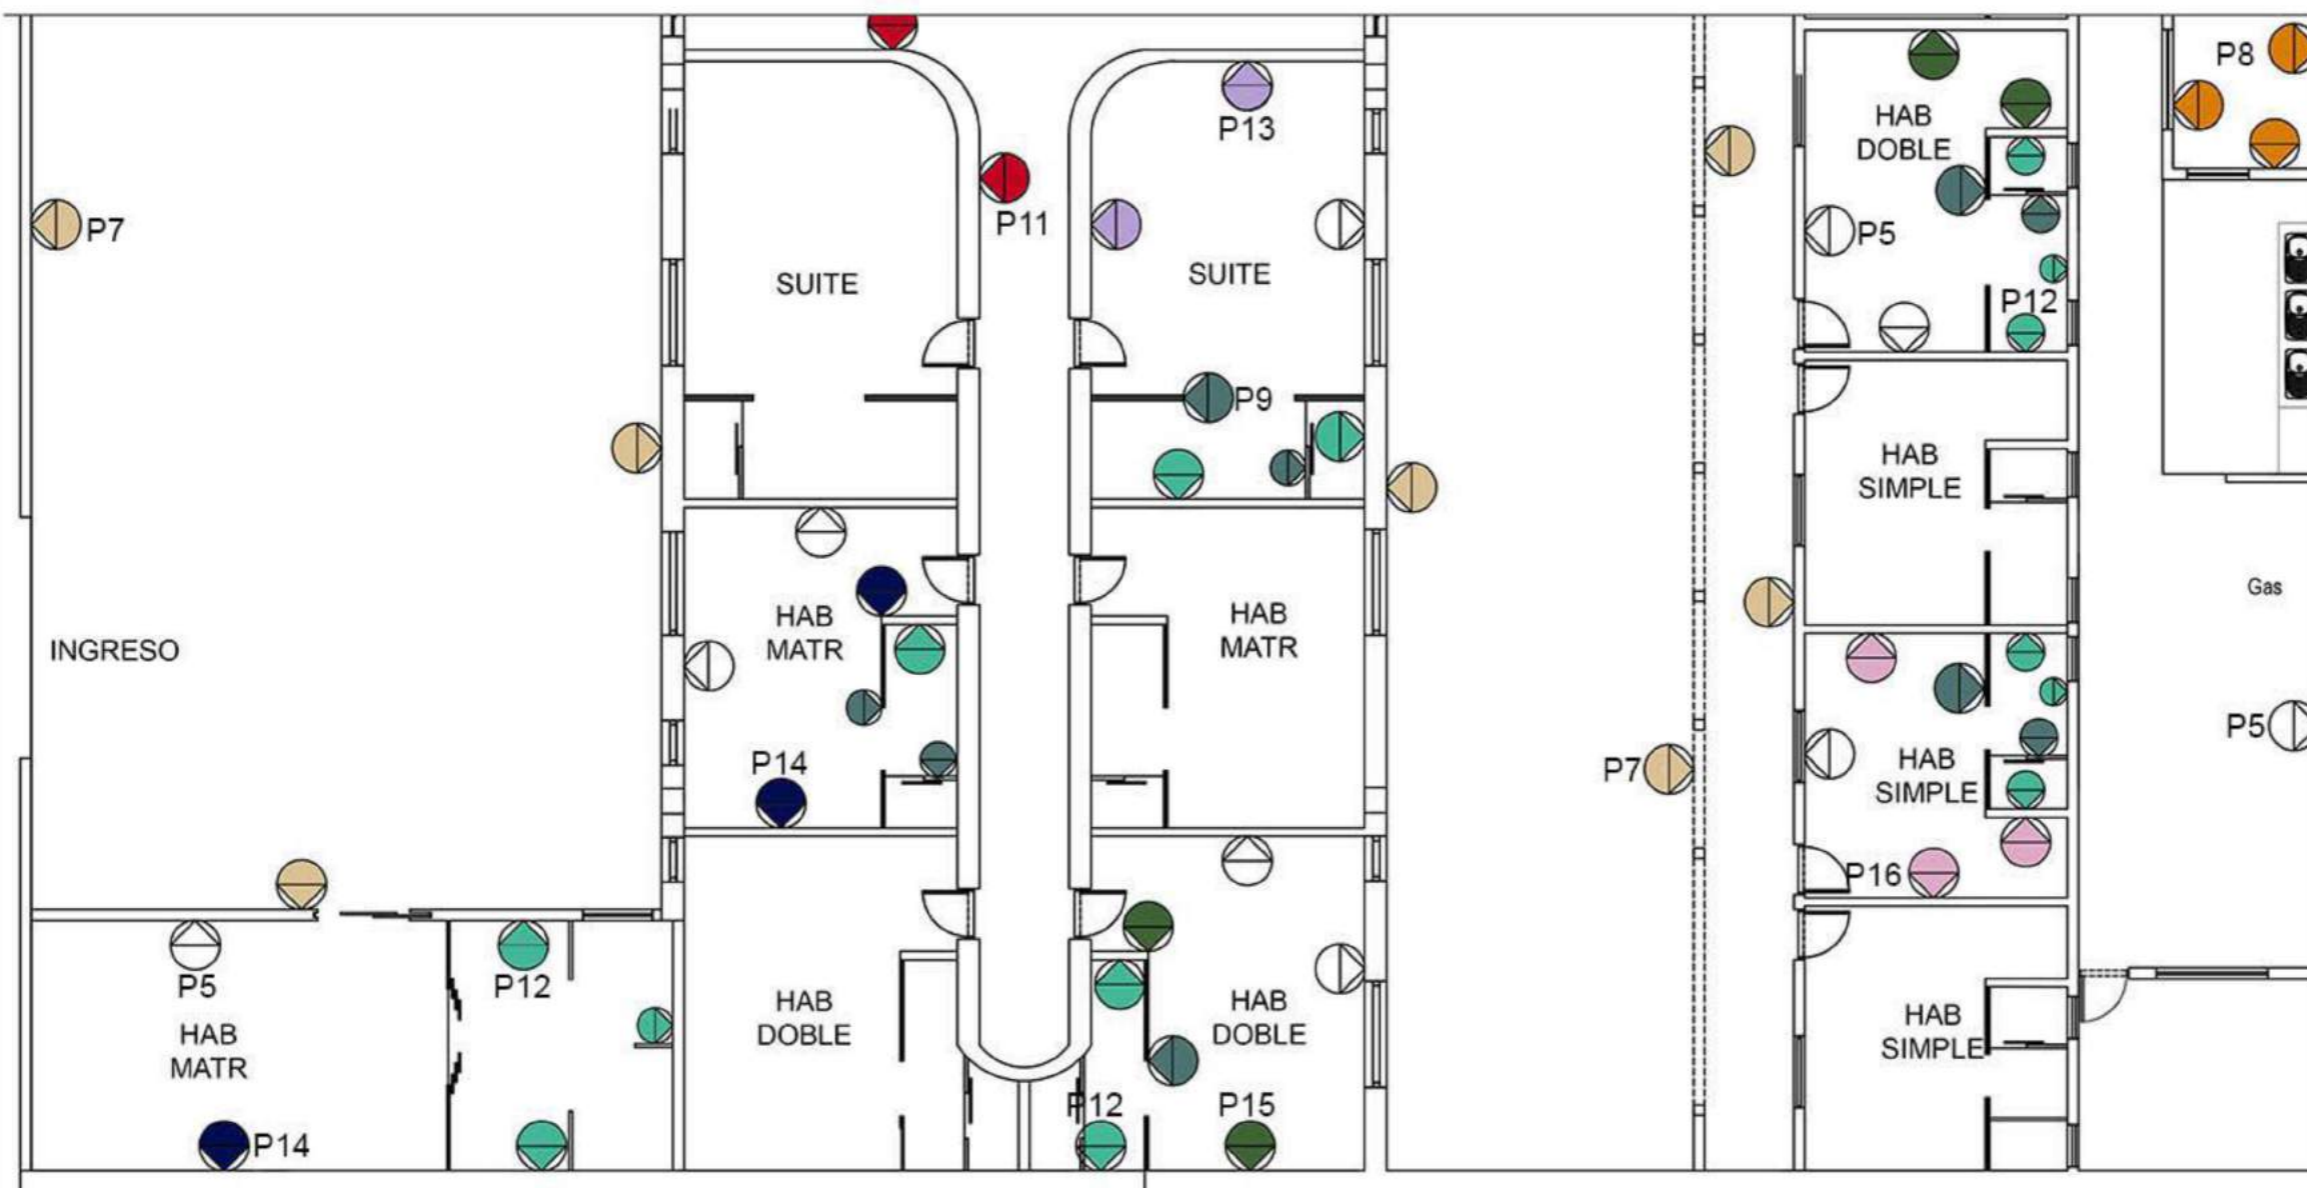 P8
HAB
DOBLE
P13
P7
P11
P5
SUITE
SUITE
P12
P9
HAB
SIMPLE
Gas
HAB
MATR
HAB
MATR
INGRESO
P5
P14
P7
HAB
SIMPLE
P16
P5
P12
HAB
MATR
HAB
DOBLE
HAB
DOBLE
HAB
SIMPLE
P14
P12
P15